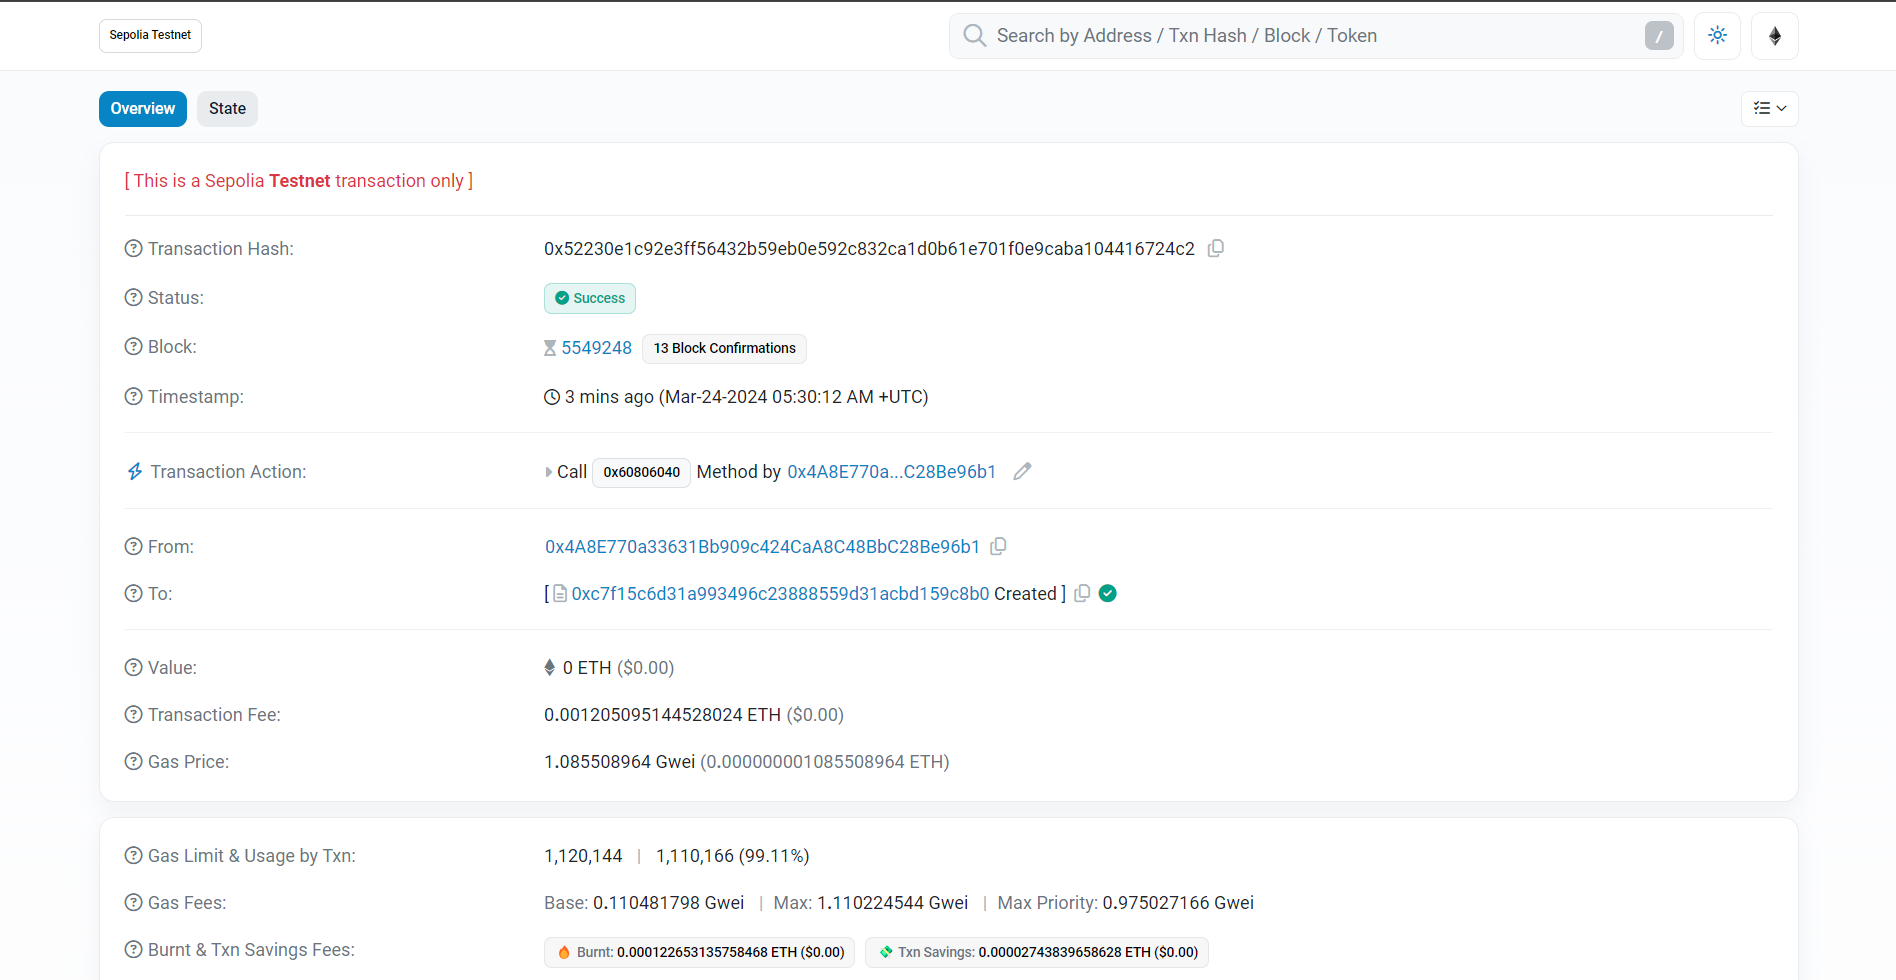 Sepolia Testnet
Search by Address / Txn Hash / Block / Token
/
Overview
State
[ This is a Sepolia Testnet transaction only ]
Transaction Hash: 0x52230e1c92e3ff56432b59eb0e592c832ca1d0b61e701f0e9caba104416724c2
Status: Success
Block: 5549248 13 Block Confirmations
Timestamp: 3 mins ago (Mar-24-2024 05:30:12 AM +UTC)
Transaction Action: Call 0x60806040 Method by 0x4A8E770a...C28Be96b1
From: 0x4A8E770a33631Bb909c424CaA8C48BbC28Be96b1
To: [ 0xc7f15c6d31a993496c23888559d31acbd159c8b0 Created ]
Value: 0 ETH ($0.00)
Transaction Fee: 0.001205095144528024 ETH ($0.00)
Gas Price: 1.085508964 Gwei (0.000000001085508964 ETH)
Gas Limit & Usage by Txn: 1,120,144 | 1,110,166 (99.11%)
Gas Fees: Base: 0.110481798 Gwei | Max: 1.110224544 Gwei | Max Priority: 0.975027166 Gwei
Burnt & Txn Savings Fees: Burnt: 0.000122653135758468 ETH ($0.00) Txn Savings: 0.00002743839658628 ETH ($0.00)